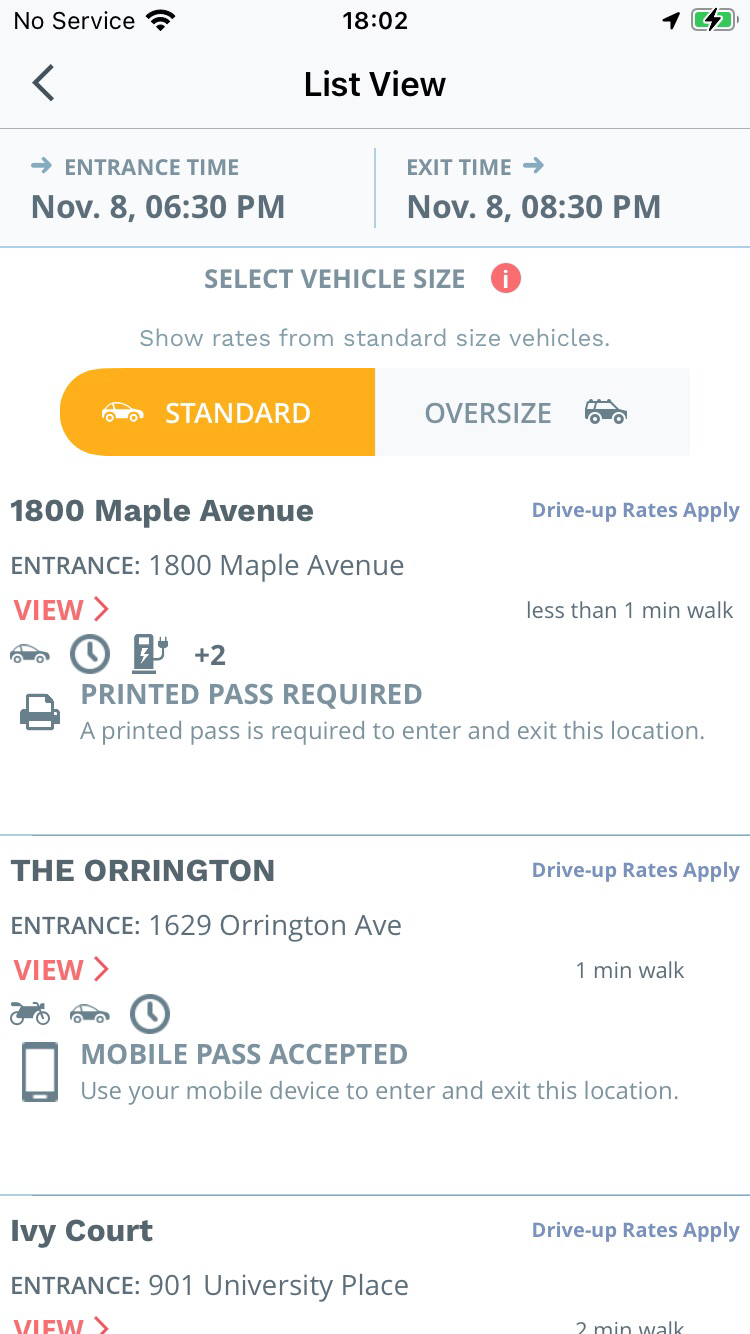 No Service 18:02
List View
ENTRANCE TIME EXIT TIME
Nov. 8, 06:30 PM Nov. 8, 08:30 PM
SELECT VEHICLE SIZE i
Show rates from standard size vehicles.
STANDARD OVERSIZE
1800 Maple Avenue Drive-up Rates Apply
ENTRANCE: 1800 Maple Avenue
VIEW less than 1 min walk
+2
PRINTED PASS REQUIRED
A printed pass is required to enter and exit this location.
THE ORRINGTON Drive-up Rates Apply
ENTRANCE: 1629 Orrington Ave
VIEW 1 min walk
MOBILE PASS ACCEPTED
Use your mobile device to enter and exit this location.
Ivy Court Drive-up Rates Apply
ENTRANCE: 901 University Place
VIEW 2 min walk